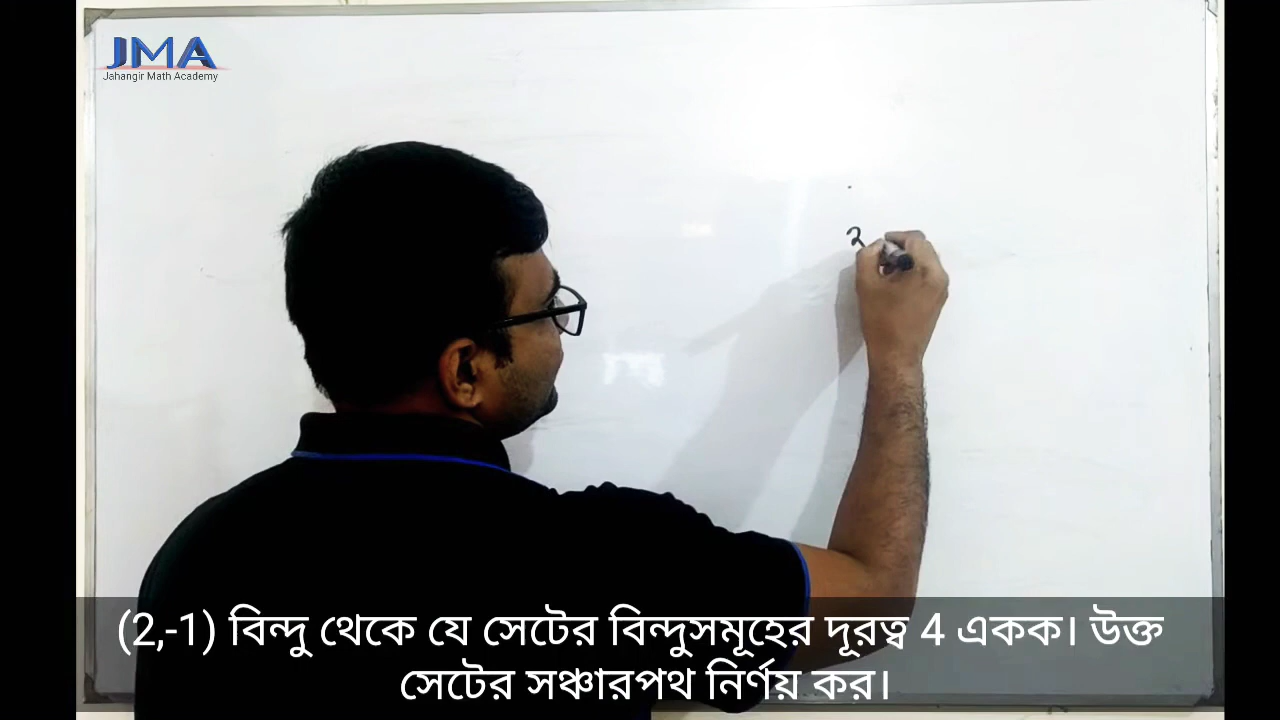 JMA
Jahangir Math Academy
(2,-1) বিন্দু থেকে যে সেটের বিন্দুসমূহের দূরত্ব 4 একক। উক্ত
সেটের সঞ্চারপথ নির্ণয় কর।